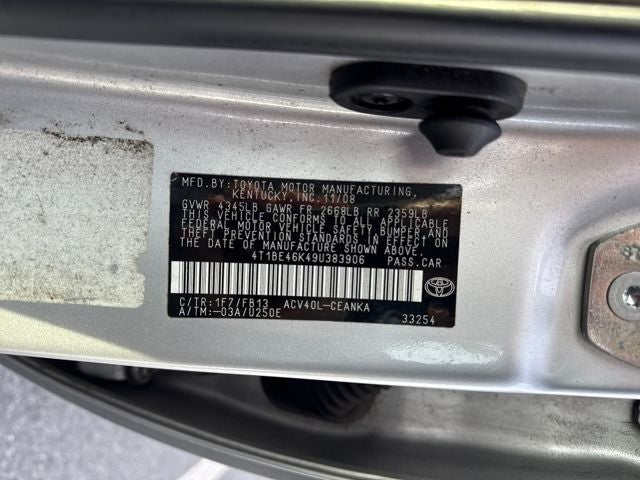 MFD.BY:TOYOTA MOTOR MANUFACTURING,
KENTUCKY,INC.11/08
GVWR 4345LB GAWR FR 2668LB RR 2359LB
THIS VEHICLE CONFORMS TO ALL APPLICABLE
FEDERAL MOTOR VEHICLE SAFETY, BUMPER, AND
THEFT PREVENTION STANDARDS IN EFFECT ON
THE DATE OF MANUFACTURE SHOWN ABOVE.
4T1BE46K49U383906 PASS.CAR
C/TR:1F7/FB13 ACV40L-CEANKA
A/TM:-03A/U250E 33254